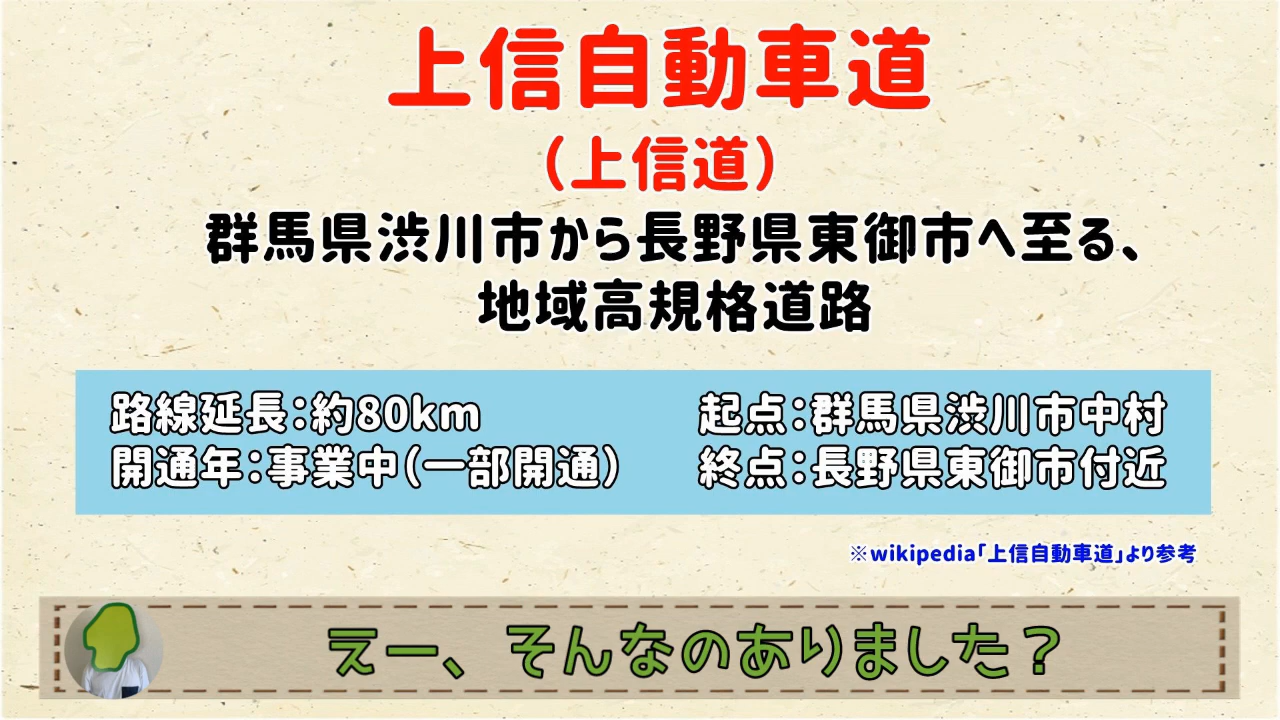 上信自動車道
（上信道）
群馬県渋川市から長野県東御市へ至る、
地域高規格道路
路線延長：約80km
開通年：事業中（一部開通）
起点：群馬県渋川市中村
終点：長野県東御市付近
※wikipedia「上信自動車道」より参考
えー、そんなのありました？